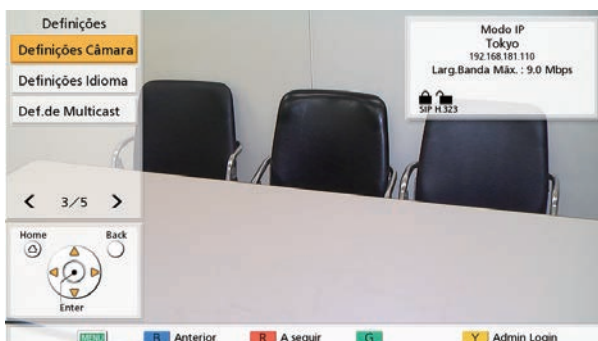 Definições
Definições Câmara
Definições Idioma
Def.de Multicast
3/5
Home
Back
Enter
Modo IP
Tokyo
192.168.181.110
Larg.Banda Máx. : 9.0 Mbps
SIP H.323
MENU
B Anterior
R A seguir
G
Y Admin Login